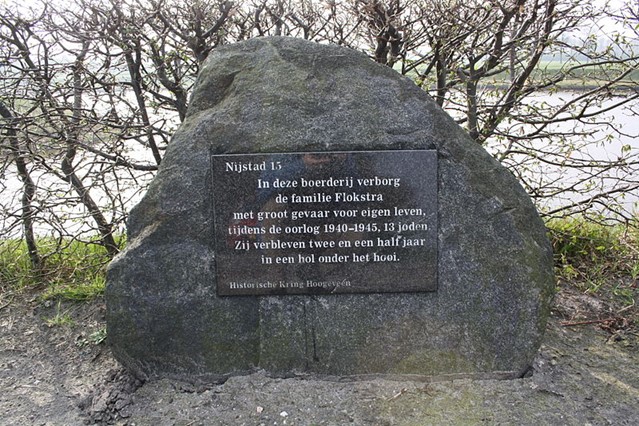 Nijstad 15
In deze boerderij verborg
de familie Flokstra
met groot gevaar voor eigen leven,
tijdens de oorlog 1940-1945, 13 joden.
Zij verbleven twee en een half jaar
in een hol onder het hooi.
Historische Kring Hoogeveen